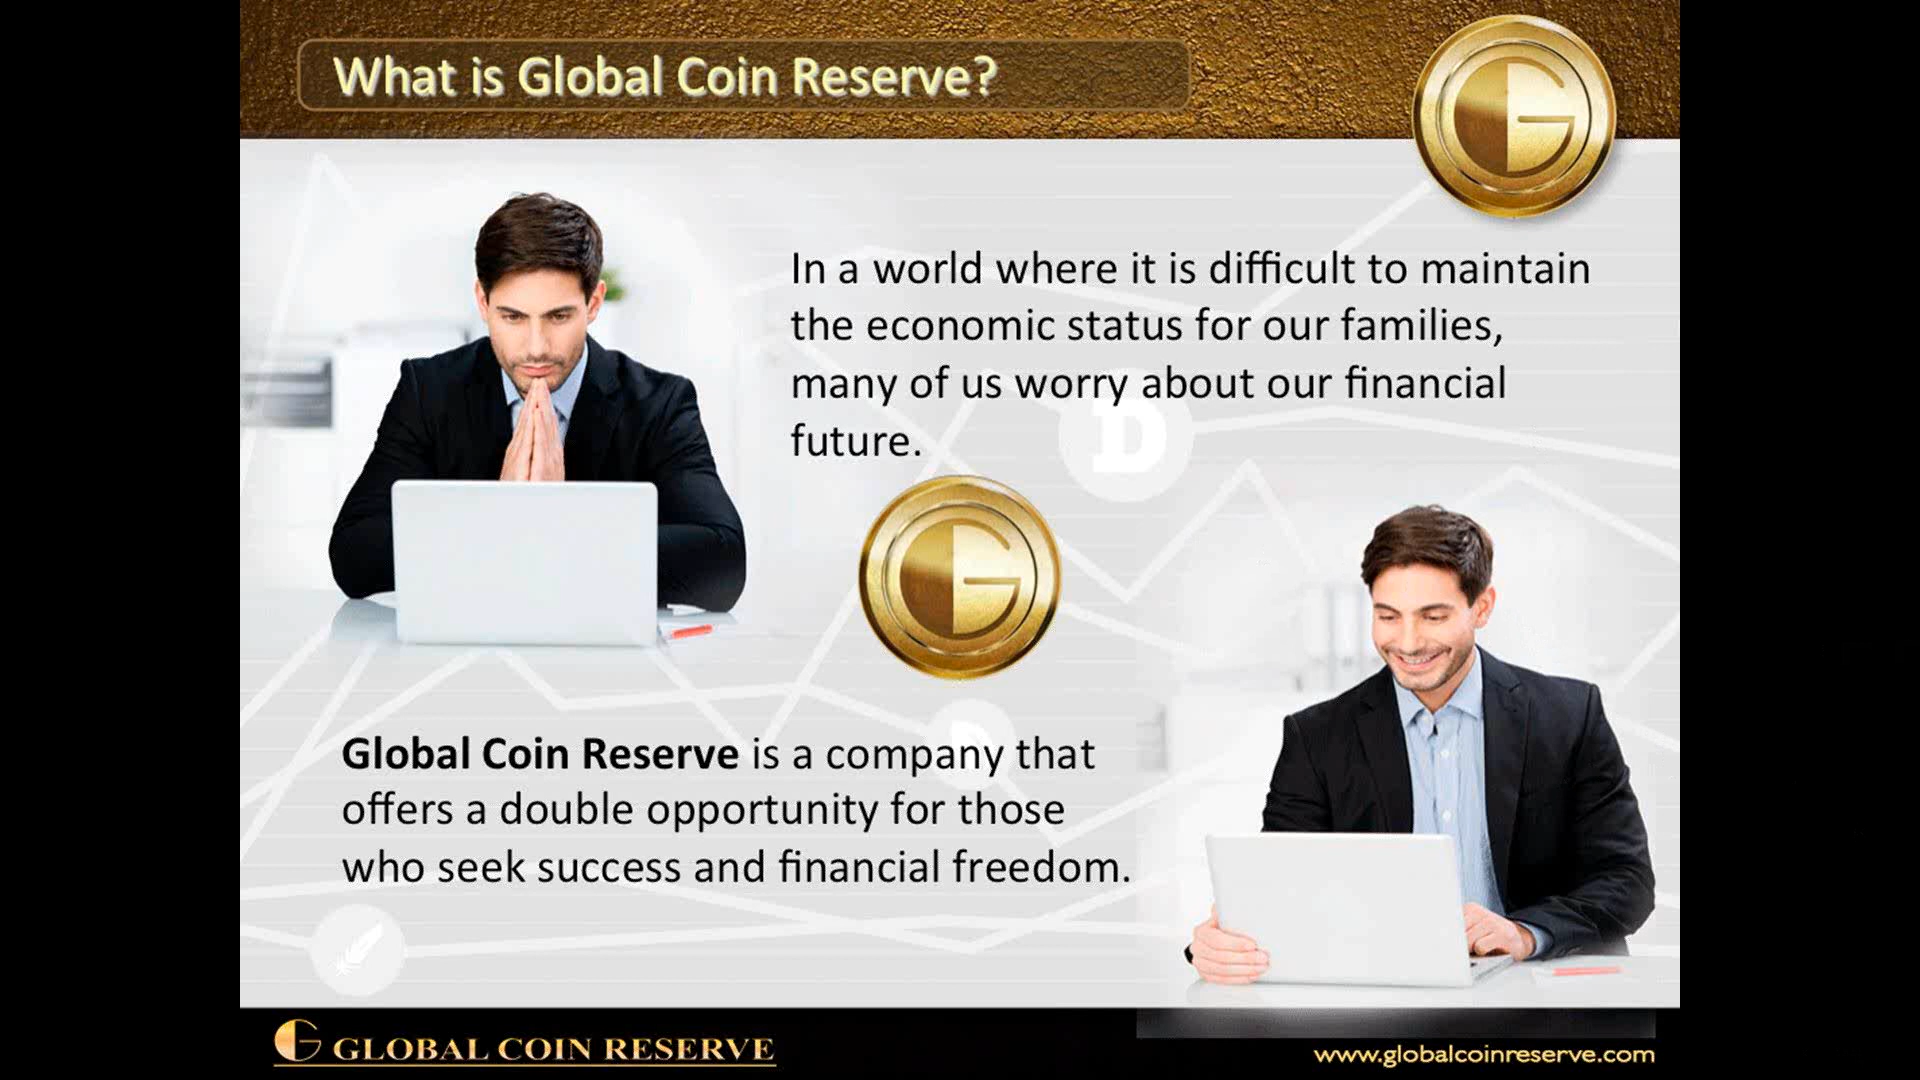 What is Global Coin Reserve?
G
In a world where it is difficult to maintain
the economic status for our families,
many of us worry about our financial
future.
D
G
Global Coin Reserve is a company that
offers a double opportunity for those
who seek success and financial freedom.
G GLOBAL COIN RESERVE
www.globalcoinreserve.com